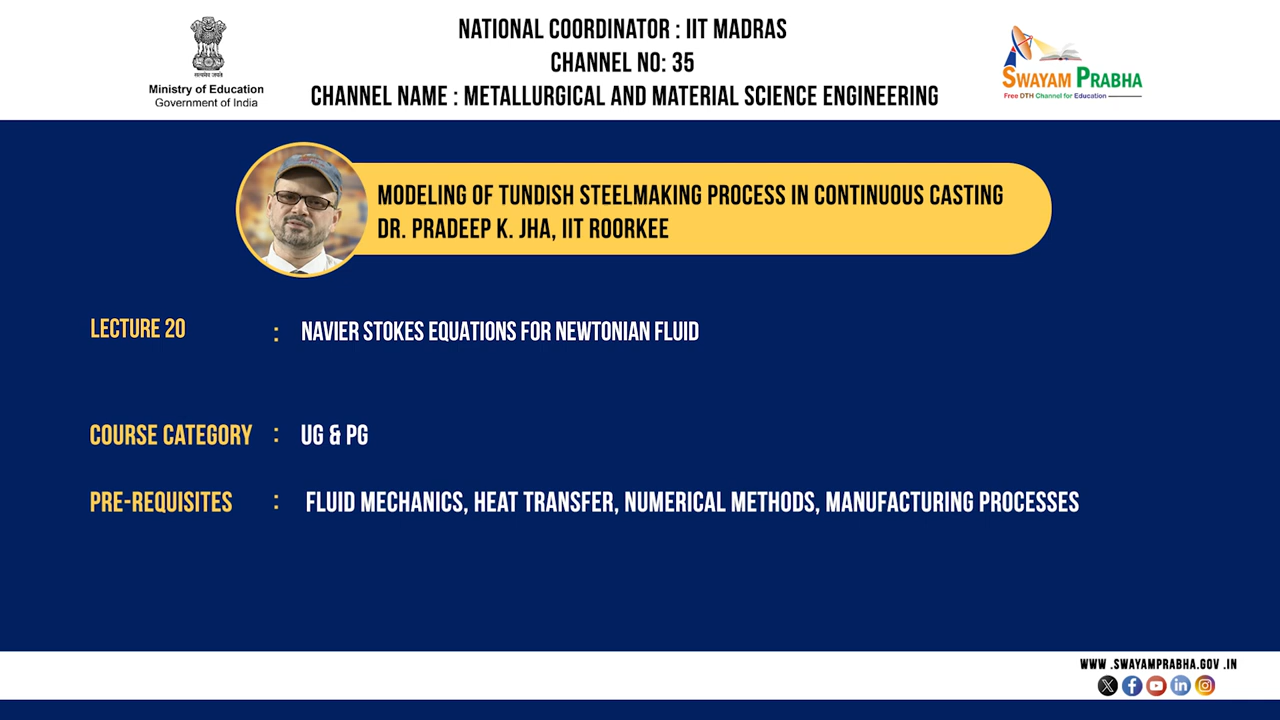 NATIONAL COORDINATOR : IIT MADRAS
CHANNEL NO: 35
CHANNEL NAME : METALLURGICAL AND MATERIAL SCIENCE ENGINEERING
सत्यमेव जयते
Ministry of Education
Government of India
SWAYAM PRABHA
Free DTH Channel for Education
MODELING OF TUNDISH STEELMAKING PROCESS IN CONTINUOUS CASTING
DR. PRADEEP K. JHA, IIT ROORKEE
LECTURE 20 : NAVIER STOKES EQUATIONS FOR NEWTONIAN FLUID
COURSE CATEGORY : UG & PG
PRE-REQUISITES : FLUID MECHANICS, HEAT TRANSFER, NUMERICAL METHODS, MANUFACTURING PROCESSES
WWW .SWAYAMPRABHA.GOV .IN